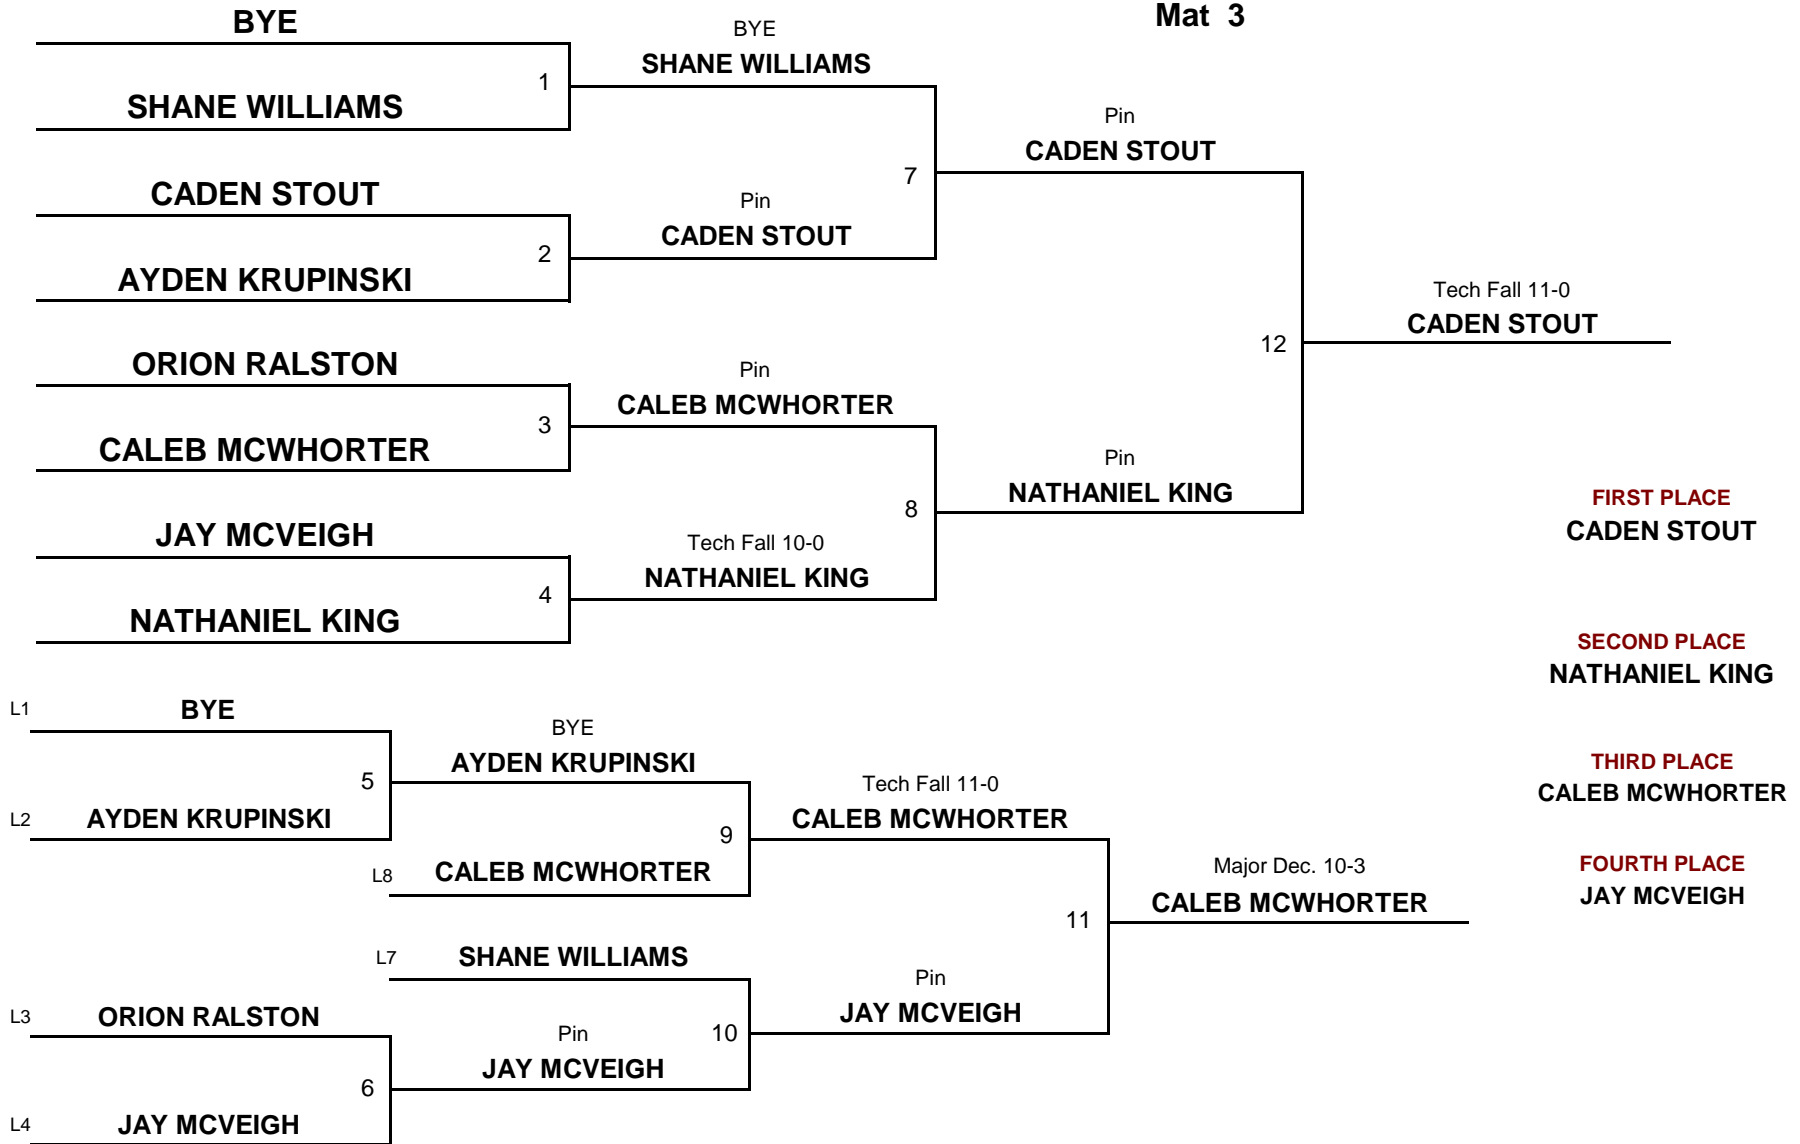 Mat 3
BYE
SHANE WILLIAMS
1
BYE
SHANE WILLIAMS
CADEN STOUT
AYDEN KRUPINSKI
2
Pin
CADEN STOUT
7
Pin
CADEN STOUT
ORION RALSTON
CALEB MCWHORTER
3
Pin
CALEB MCWHORTER
JAY MCVEIGH
NATHANIEL KING
4
Tech Fall 10-0
NATHANIEL KING
8
Pin
NATHANIEL KING
12
Tech Fall 11-0
CADEN STOUT
FIRST PLACE
CADEN STOUT
SECOND PLACE
NATHANIEL KING
THIRD PLACE
CALEB MCWHORTER
FOURTH PLACE
JAY MCVEIGH
L1 BYE
L2 AYDEN KRUPINSKI
5
BYE
AYDEN KRUPINSKI
L8 CALEB MCWHORTER
9
Tech Fall 11-0
CALEB MCWHORTER
L7 SHANE WILLIAMS
L3 ORION RALSTON
L4 JAY MCVEIGH
6
Pin
JAY MCVEIGH
10
Pin
JAY MCVEIGH
11
Major Dec. 10-3
CALEB MCWHORTER